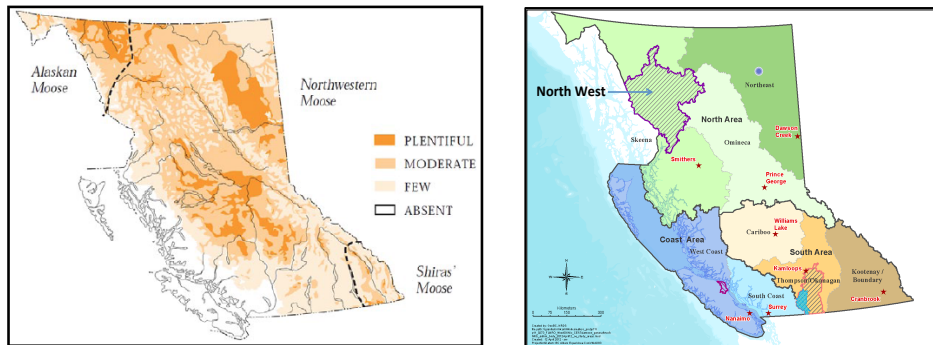 Alaskan
Moose
Northwestern
Moose
PLENTIFUL
MODERATE
FEW
ABSENT
Shiras'
Moose
North West
Northeast
North Area
Dawson
Creek
Omineca
Skeena
Smithers
Prince
George
Williams
Lake
Cariboo
Coast Area
West Coast
South Area
Kamloops
Thompson/Okanagan
Kootenay /
Boundary
South Coast
Cranbrook
Surrey
Nanaimo